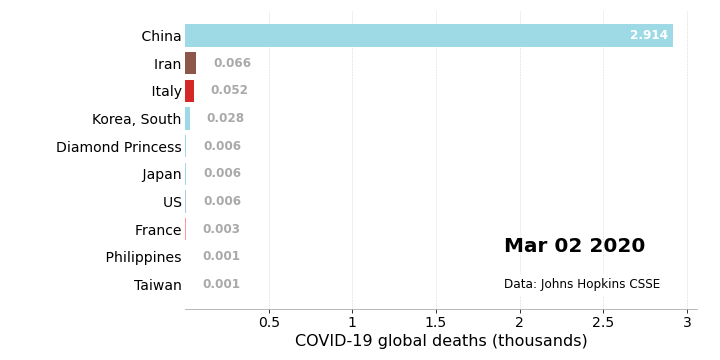 China 2.914
Iran 0.066
Italy 0.052
Korea, South 0.028
Diamond Princess 0.006
Japan 0.006
US 0.006
France 0.003
Philippines 0.001
Taiwan 0.001
Mar 02 2020
Data: Johns Hopkins CSSE
0.5 1 1.5 2 2.5 3
COVID-19 global deaths (thousands)